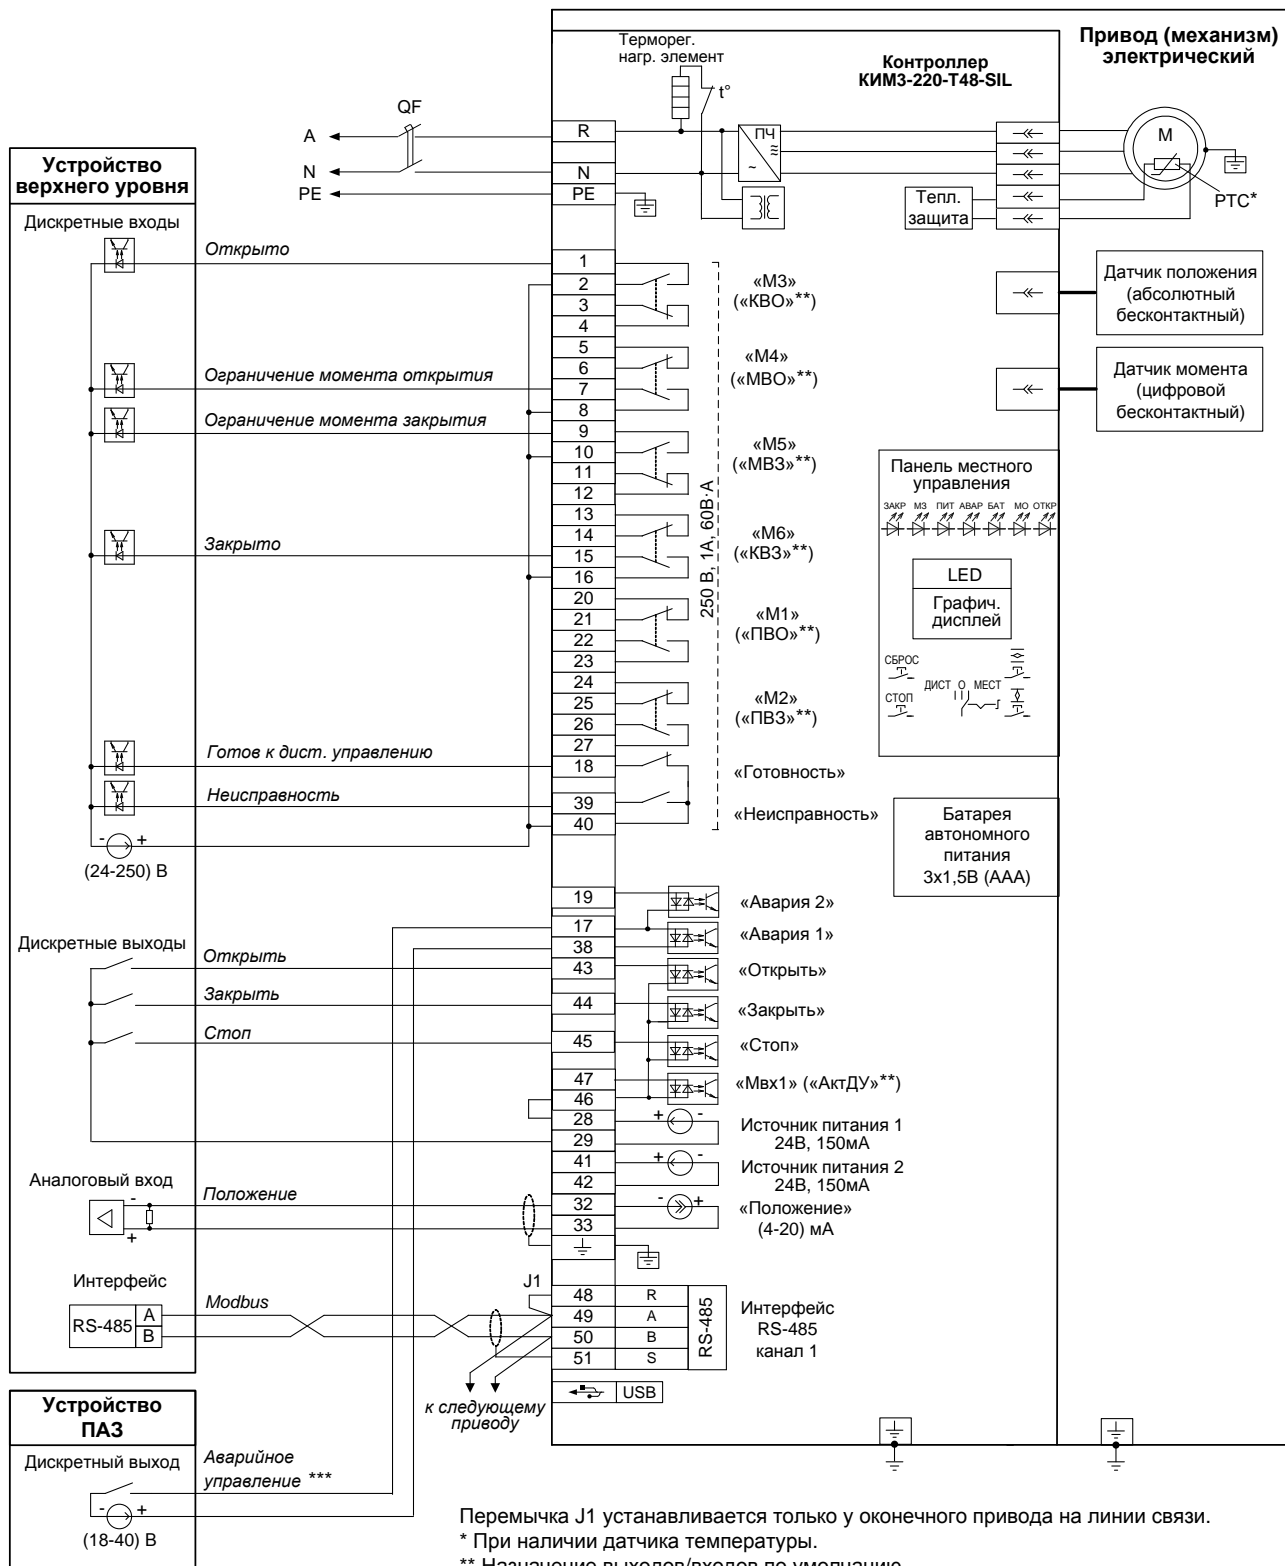 Привод (механизм)
электрический
Контроллер
КИМ3-220-Т48-SIL
Терморег.
нагр. элемент
t°
QF
A
N
PE
R
N
PE
ПЧ
≈
~
M
PTC*
Тепл.
защита
Устройство
верхнего уровня
Дискретные входы
Открыто
Ограничение момента открытия
Ограничение момента закрытия
Закрыто
Готов к дист. управлению
Неисправность
- +
(24-250) В
1
2
3
4
5
6
7
8
9
10
11
12
13
14
15
16
20
21
22
23
24
25
26
27
18
39
40
«М3»
(«КВО»**)
«М4»
(«МВО»**)
«М5»
(«МВЗ»**)
«М6»
(«КВЗ»**)
«М1»
(«ПВО»**)
«М2»
(«ПВЗ»**)
«Готовность»
«Неисправность»
250 В, 1А, 60В·А
Датчик положения
(абсолютный
бесконтактный)
Датчик момента
(цифровой
бесконтактный)
Панель местного
управления
ЗАКР МЗ ПИТ АВАР БАТ МО ОТКР
LED
Графич.
дисплей
СБРОС
СТОП
ДИСТ О МЕСТ
Батарея
автономного
питания
3х1,5В (ААА)
Дискретные выходы
Открыть
Закрыть
Стоп
19
17
38
43
44
45
47
46
28
29
41
42
32
33
«Авария 2»
«Авария 1»
«Открыть»
«Закрыть»
«Стоп»
«Мвх1» («АктДУ»**)
+ -
Источник питания 1
24В, 150мА
+ -
Источник питания 2
24В, 150мА
- +
«Положение»
(4-20) мА
Аналоговый вход
-
+
Положение
Интерфейс
RS-485
A
B
Modbus
J1
48 R
49 A
50 B
51 S
RS-485
Интерфейс
RS-485
канал 1
USB
к следующему
приводу
Устройство
ПАЗ
Дискретный выход
Аварийное
управление ***
- +
(18-40) В
Перемычка J1 устанавливается только у оконечного привода на линии связи.
* При наличии датчика температуры.
** Назначение выходов/входов по умолчанию